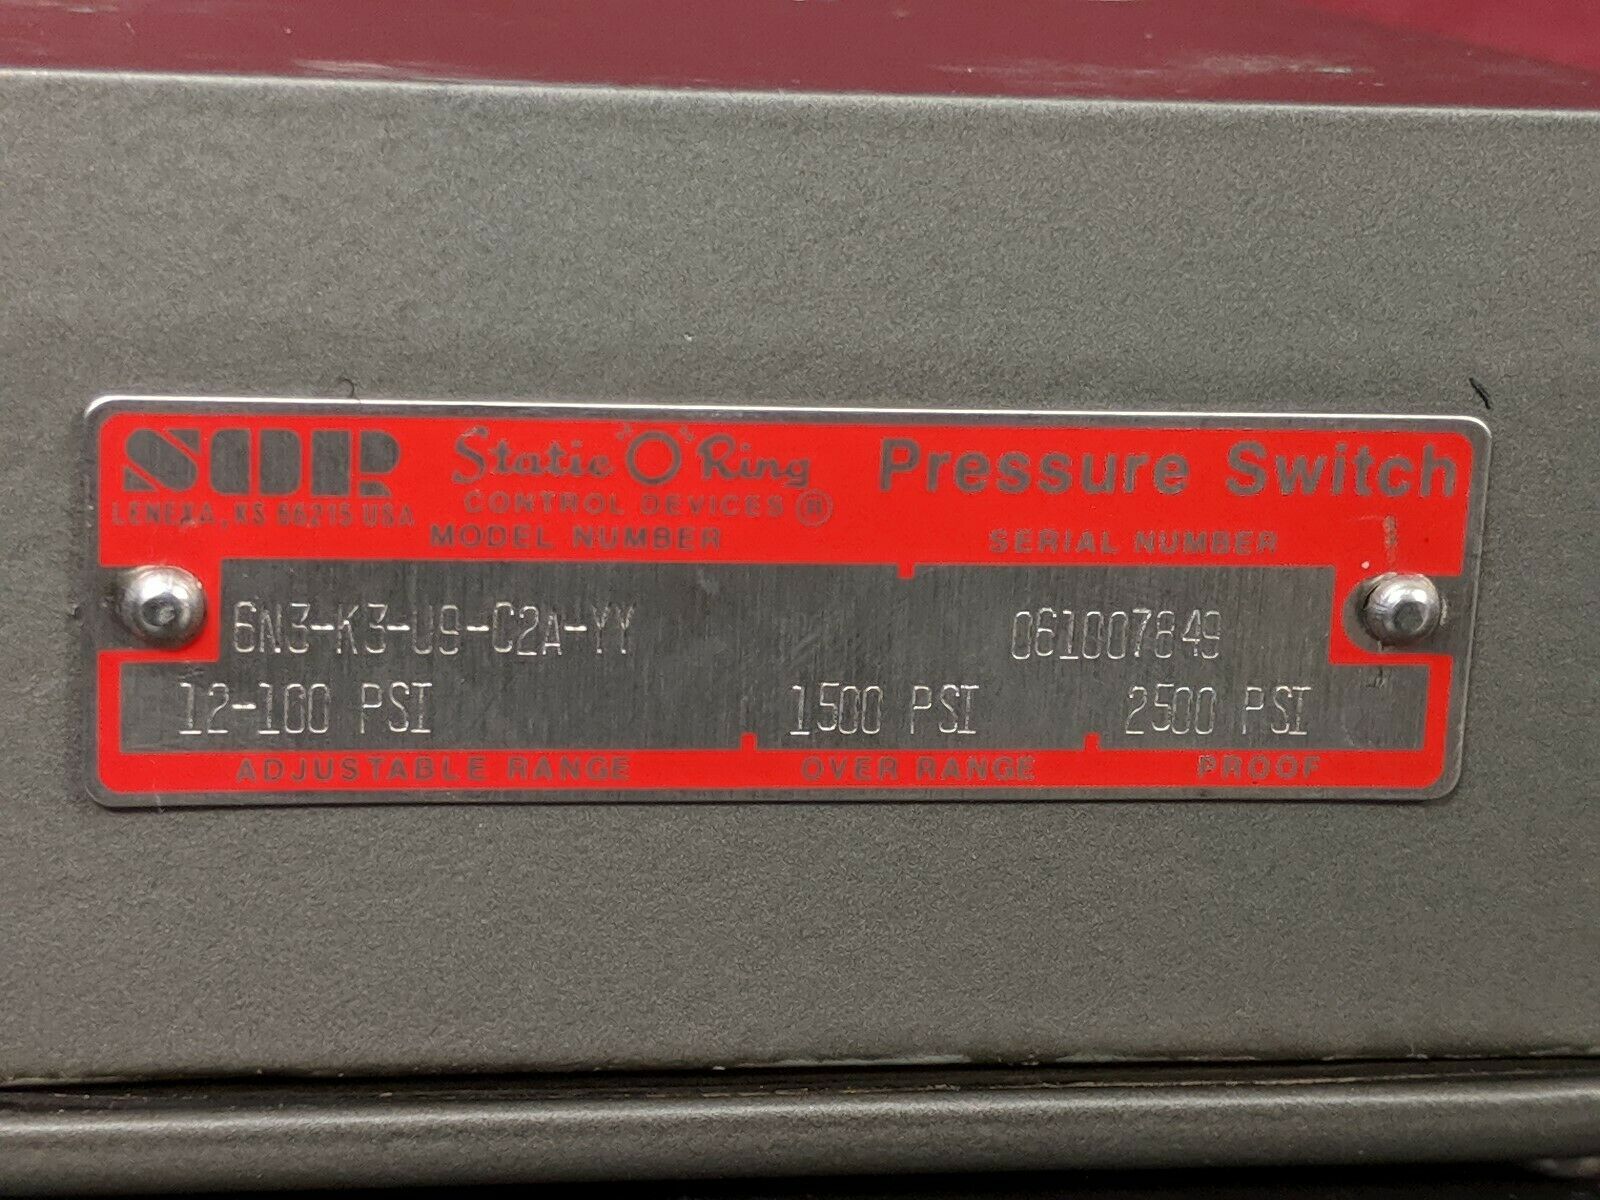 SOR Static "O" Ring Pressure Switch
LENEXA, KS 66215 USA CONTROL DEVICES ®
MODEL NUMBER SERIAL NUMBER
6N3-K3-U9-C2A-YY 061007849
12-100 PSI 1500 PSI 2500 PSI
ADJUSTABLE RANGE OVER RANGE PROOF